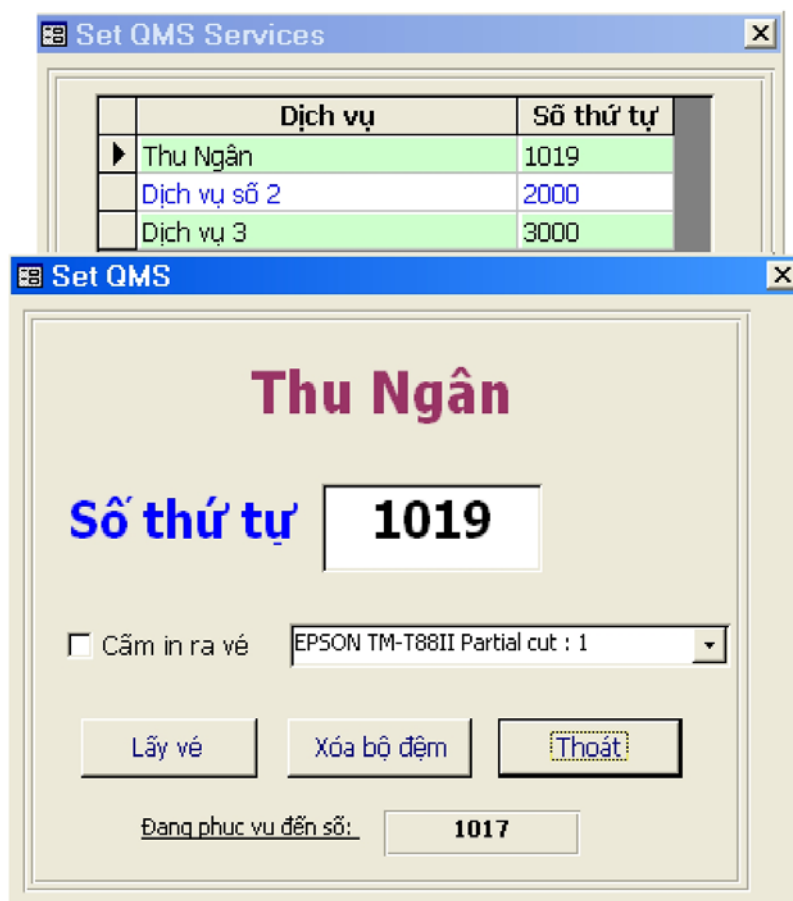 Set QMS Services
Dịch vụ Số thứ tự
Thu Ngân 1019
Dịch vụ số 2 2000
Dịch vụ 3 3000
Set QMS
Thu Ngân
Số thứ tự 1019
Cấm in ra vé EPSON TM-T88II Partial cut : 1
Lấy vé Xóa bộ đệm Thoát
Đang phuc vu đến số: 1017